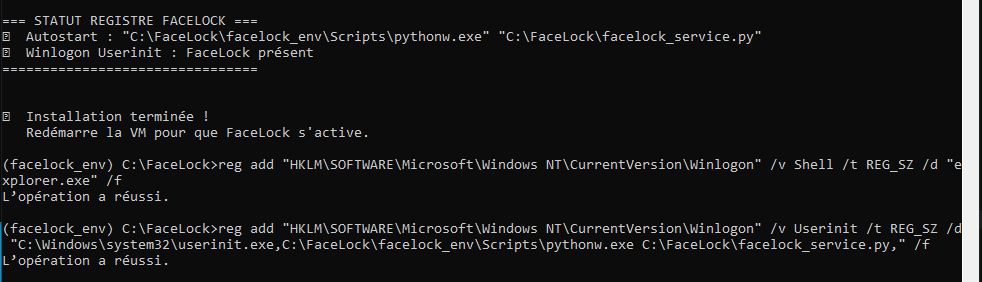 === STATUT REGISTRE FACELOCK ===
Autostart : "C:\FaceLock\facelock_env\Scripts\pythonw.exe" "C:\FaceLock\facelock_service.py"
Winlogon Userinit : FaceLock présent
================================
Installation terminée !
Redémarre la VM pour que FaceLock s'active.
(facelock_env) C:\FaceLock>reg add "HKLM\SOFTWARE\Microsoft\Windows NT\CurrentVersion\Winlogon" /v Shell /t REG_SZ /d "e
xplorer.exe" /f
L’opération a réussi.
(facelock_env) C:\FaceLock>reg add "HKLM\SOFTWARE\Microsoft\Windows NT\CurrentVersion\Winlogon" /v Userinit /t REG_SZ /d
"C:\Windows\system32\userinit.exe,C:\FaceLock\facelock_env\Scripts\pythonw.exe C:\FaceLock\facelock_service.py," /f
L’opération a réussi.